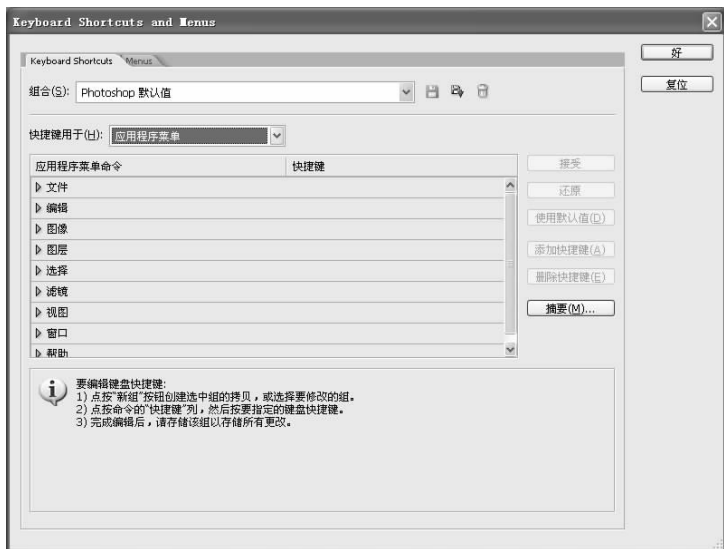 Keyboard Shortcuts and Menus
Keyboard Shortcuts Menus
好
复位
组合(S): Photoshop 默认值
快捷键用于(H): 应用程序菜单
应用程序菜单命令 快捷键
文件
编辑
图像
图层
选择
滤镜
视图
窗口
帮助
接受
还原
使用默认值(D)
添加快捷键(A)
删除快捷键(E)
摘要(M)...
要编辑键盘快捷键:
1) 点按“新组”按钮创建选中组的拷贝，或选择要修改的组。
2) 点按命令的“快捷键”列，然后按要指定的键盘快捷键。
3) 完成编辑后，请存储该组以存储所有更改。